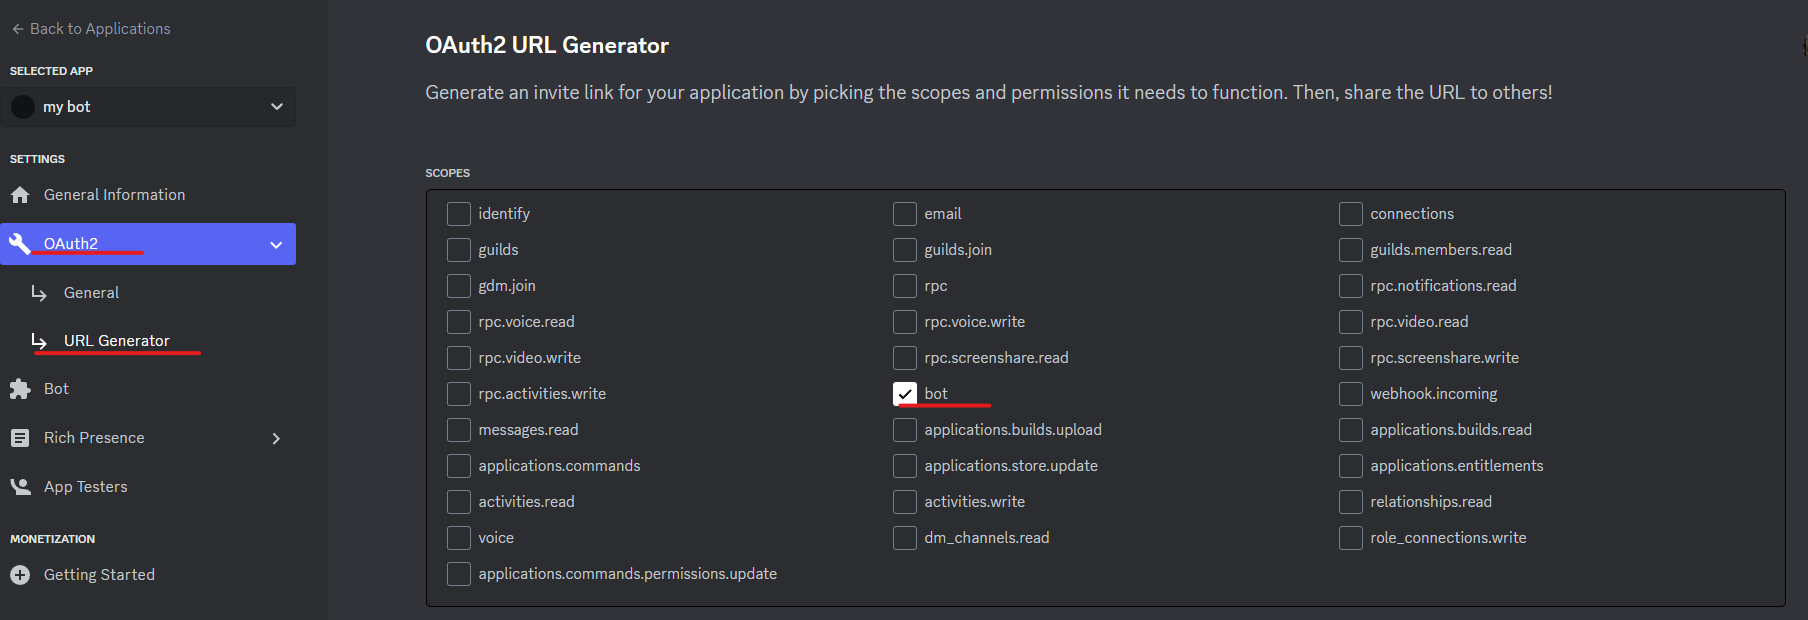 Back to Applications
SELECTED APP
my bot
SETTINGS
General Information
OAuth2
General
URL Generator
Bot
Rich Presence
App Testers
MONETIZATION
Getting Started
OAuth2 URL Generator
Generate an invite link for your application by picking the scopes and permissions it needs to function. Then, share the URL to others!
SCOPES
identify email connections
guilds guilds.join guilds.members.read
gdm.join rpc rpc.notifications.read
rpc.voice.read rpc.voice.write rpc.video.read
rpc.video.write rpc.screenshare.read rpc.screenshare.write
rpc.activities.write bot webhook.incoming
messages.read applications.builds.upload applications.builds.read
applications.commands applications.store.update applications.entitlements
activities.read activities.write relationships.read
voice dm_channels.read role_connections.write
applications.commands.permissions.update